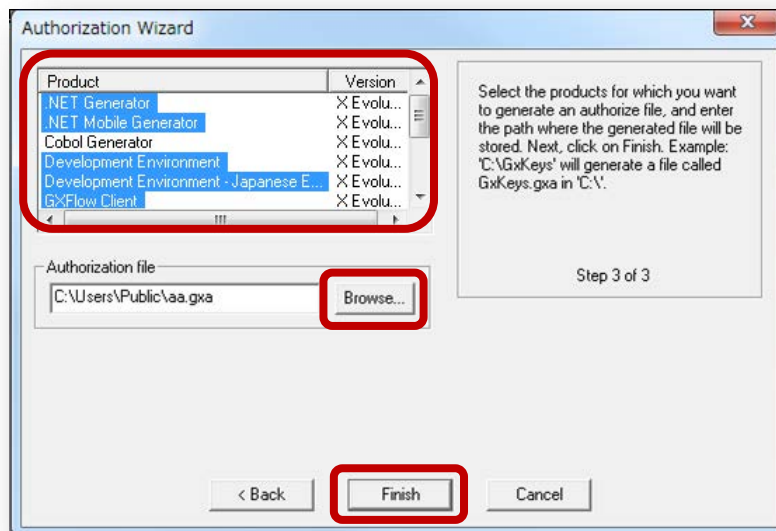 Authorization Wizard
Product Version
.NET Generator X Evolu...
.NET Mobile Generator X Evolu...
Cobol Generator X Evolu...
Development Environment X Evolu...
Development Environment - Japanese E... X Evolu...
GXFlow Client X Evolu...
Select the products for which you want
to generate an authorize file, and enter
the path where the generated file will be
stored. Next, click on Finish. Example:
'C:\GxKeys' will generate a file called
GxKeys.gxa in 'C:\'.
Step 3 of 3
Authorization file
C:\Users\Public\aa.gxa
Browse...
< Back
Finish
Cancel